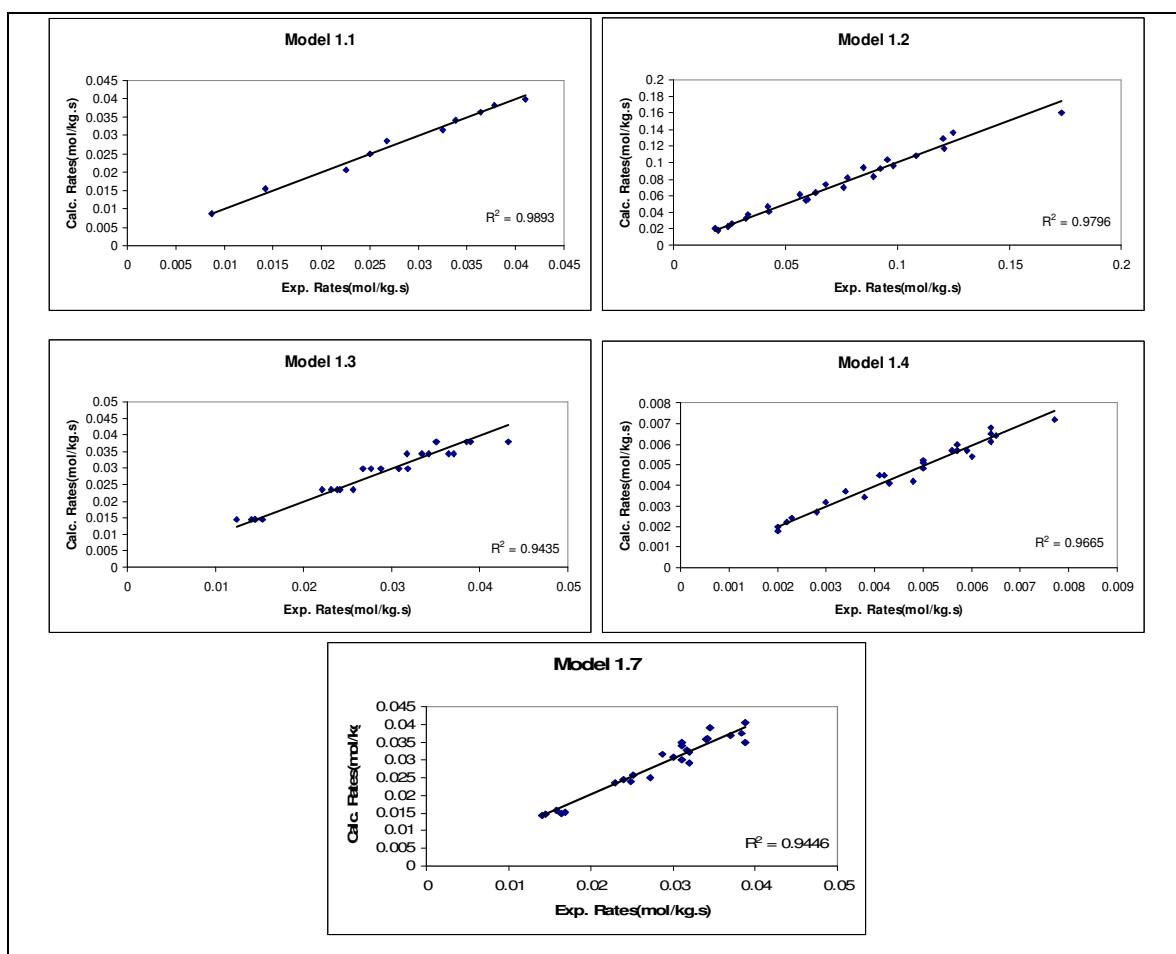 Model 1.1
Calc. Rates(mol/kg.s)
0.045
0.04
0.035
0.03
0.025
0.02
0.015
0.01
0.005
0
R² = 0.9893
0 0.005 0.01 0.015 0.02 0.025 0.03 0.035 0.04 0.045
Exp. Rates(mol/kg.s)
Model 1.2
Calc. Rates(mol/kg.s)
0.2
0.18
0.16
0.14
0.12
0.1
0.08
0.06
0.04
0.02
0
R² = 0.9796
0 0.05 0.1 0.15 0.2
Exp. Rates(mol/kg.s)
Model 1.3
Calc. Rates(mol/kg.s)
0.05
0.045
0.04
0.035
0.03
0.025
0.02
0.015
0.01
0.005
0
R² = 0.9435
0 0.01 0.02 0.03 0.04 0.05
Exp. Rates(mol/kg.s)
Model 1.4
Calc. Rates(mol/kg.s)
0.008
0.007
0.006
0.005
0.004
0.003
0.002
0.001
0
R² = 0.9665
0 0.001 0.002 0.003 0.004 0.005 0.006 0.007 0.008 0.009
Exp. Rates(mol/kg.s)
Model 1.7
Calc. Rates(mol/kg
0.045
0.04
0.035
0.03
0.025
0.02
0.015
0.01
0.005
0
R² = 0.9446
0 0.01 0.02 0.03 0.04 0.05
Exp. Rates(mol/kg.s)